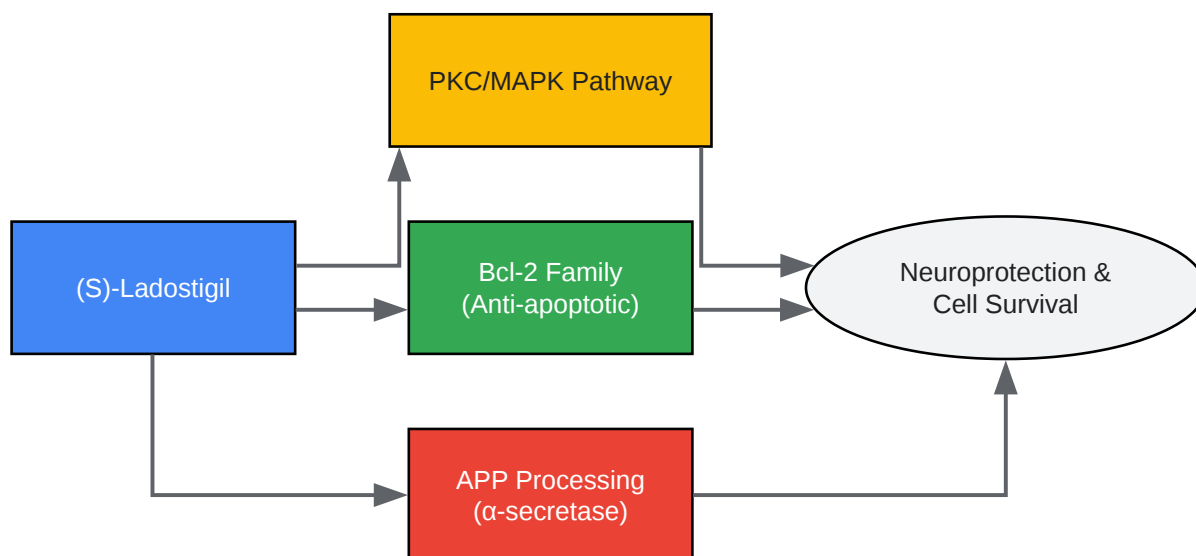 PKC/MAPK Pathway
(S)-Ladostigil
Bcl-2 Family
(Anti-apoptotic)
Neuroprotection &
Cell Survival
APP Processing
(α-secretase)